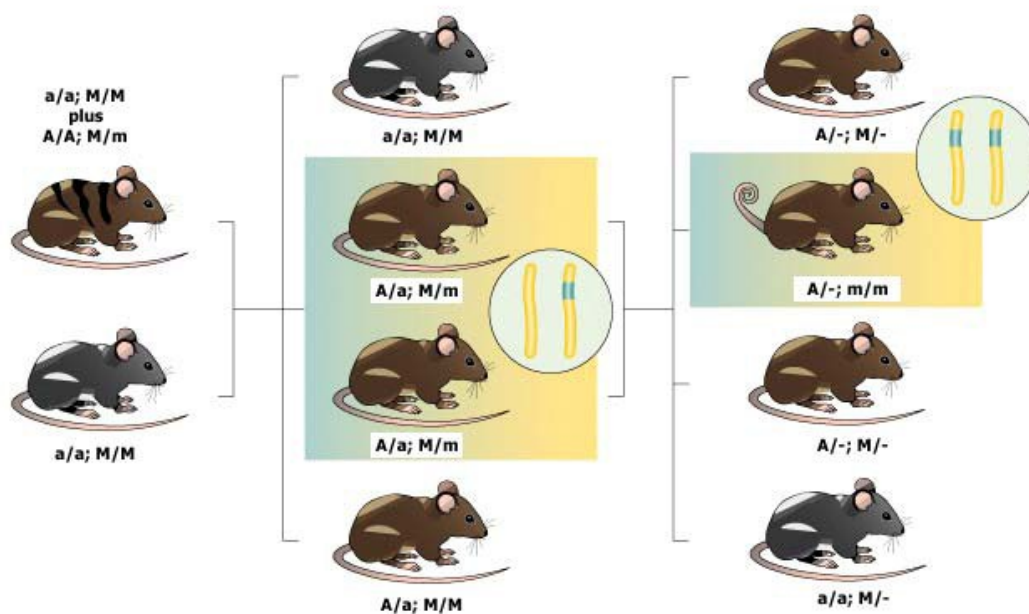 a/a; M/M
plus
A/A; M/m
a/a; M/M
a/a; M/M
A/a; M/m
A/a; M/m
A/a; M/M
A/-; M/-
A/-; m/m
A/-; M/-
a/a; M/-